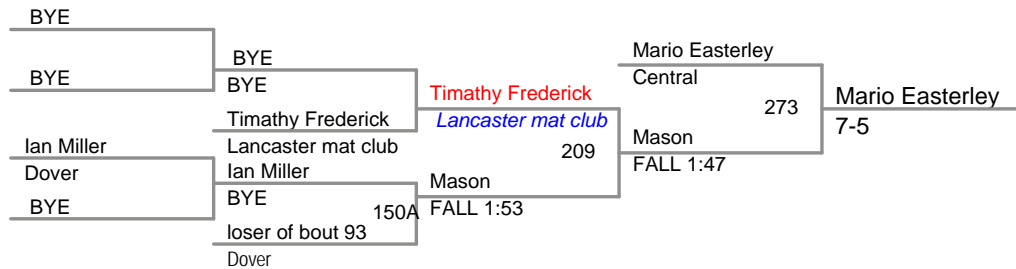 BYE
BYE
BYE
BYE
Timathy Frederick
Lancaster mat club
Ian Miller
Dover
BYE
Ian Miller
BYE
150A
loser of bout 93
Dover
Timathy Frederick
Lancaster mat club
209
Mason
FALL 1:53
Mario Easterley
Central
273
Mason
FALL 1:47
Mario Easterley
7-5